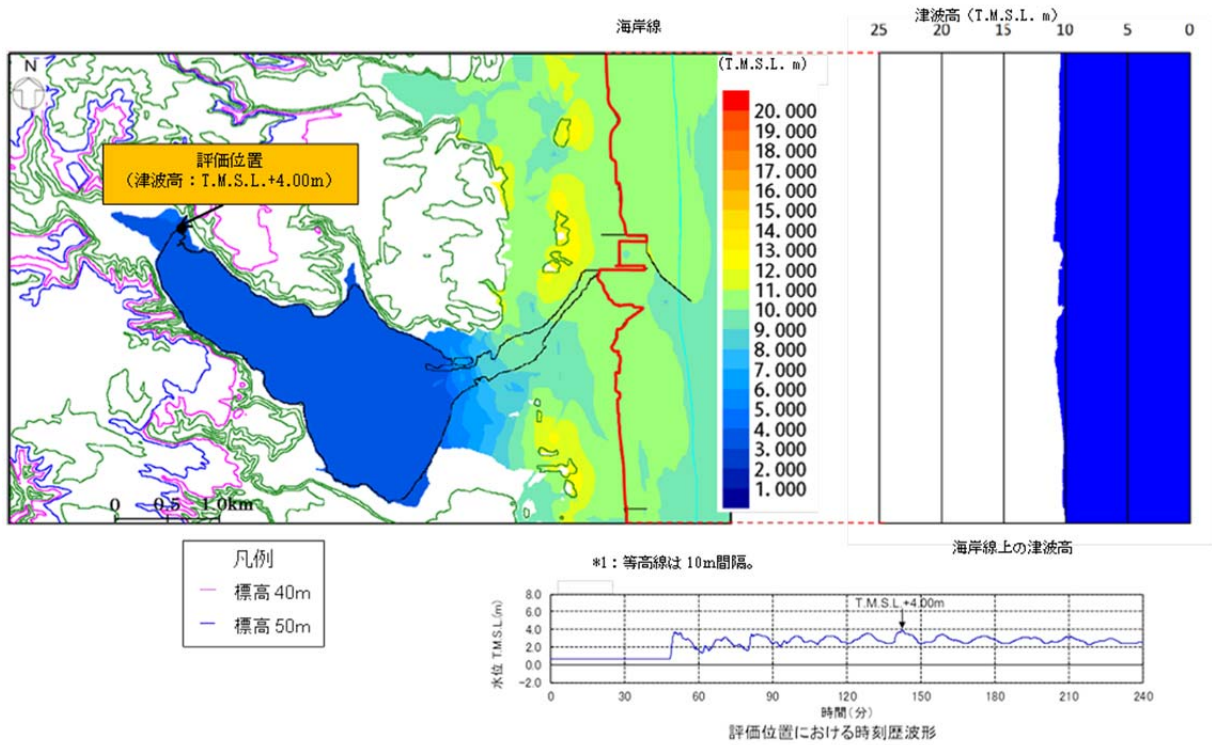 海岸線
津波高（T.M.S.L. m）
25 20 15 10 5 0
N
(T.M.S.L. m)
20.000
19.000
18.000
17.000
16.000
15.000
14.000
13.000
12.000
11.000
10.000
9.000
8.000
7.000
6.000
5.000
4.000
3.000
2.000
1.000
評価位置
（津波高：T.M.S.L.+4.00m）
0 0.5 1.0km
海岸線上の津波高
凡例
標高 40m
標高 50m
*1：等高線は 10m間隔。
水位 T.M.S.L.(m)
8.0
6.0
4.0
2.0
0.0
-2.0
T.M.S.L.+4.00m
0 30 60 90 120 150 180 210 240
時間(分)
評価位置における時刻歴波形